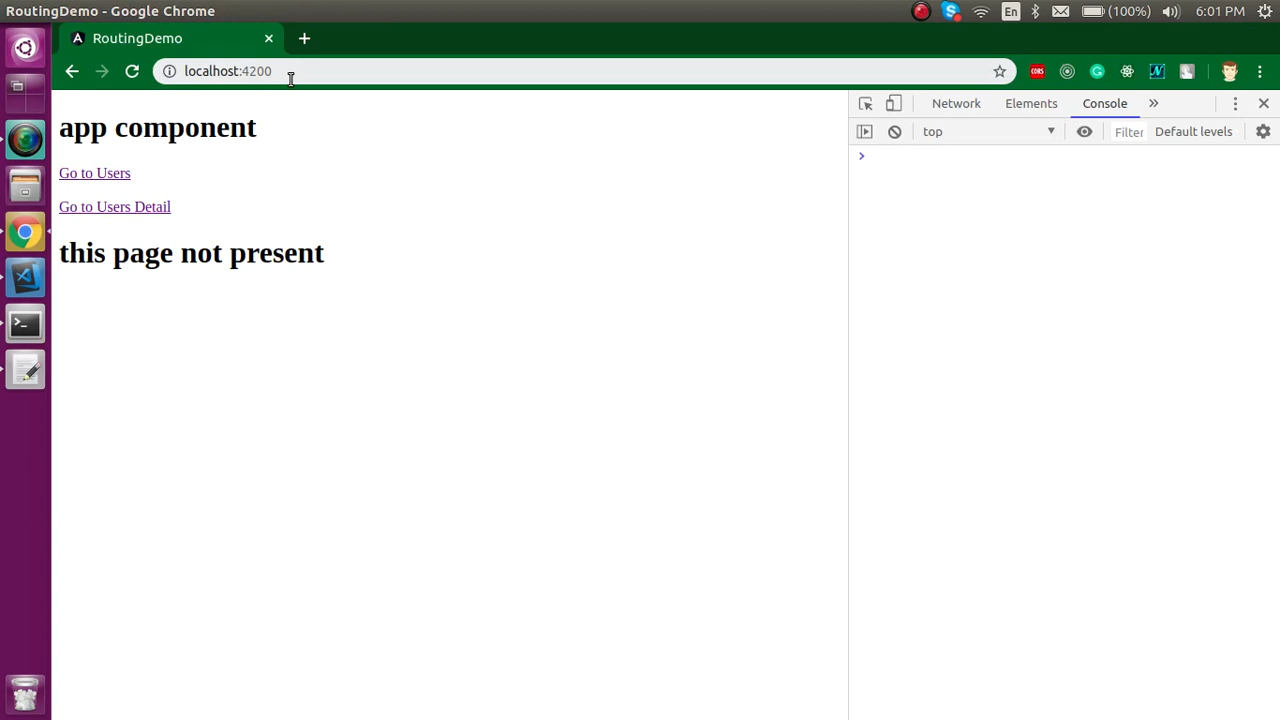 RoutingDemo - Google Chrome
En
(100%)
6:01 PM
RoutingDemo
localhost:4200
CORS
N
Network
Elements
Console
top
Filter
Default levels
app component
Go to Users
Go to Users Detail
this page not present